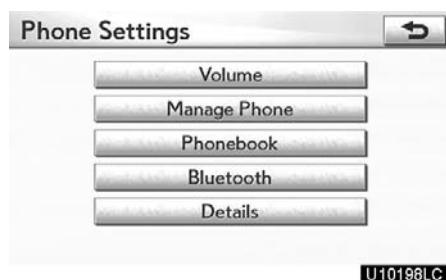 Phone Settings
Volume
Manage Phone
Phonebook
Bluetooth
Details
U10198LC